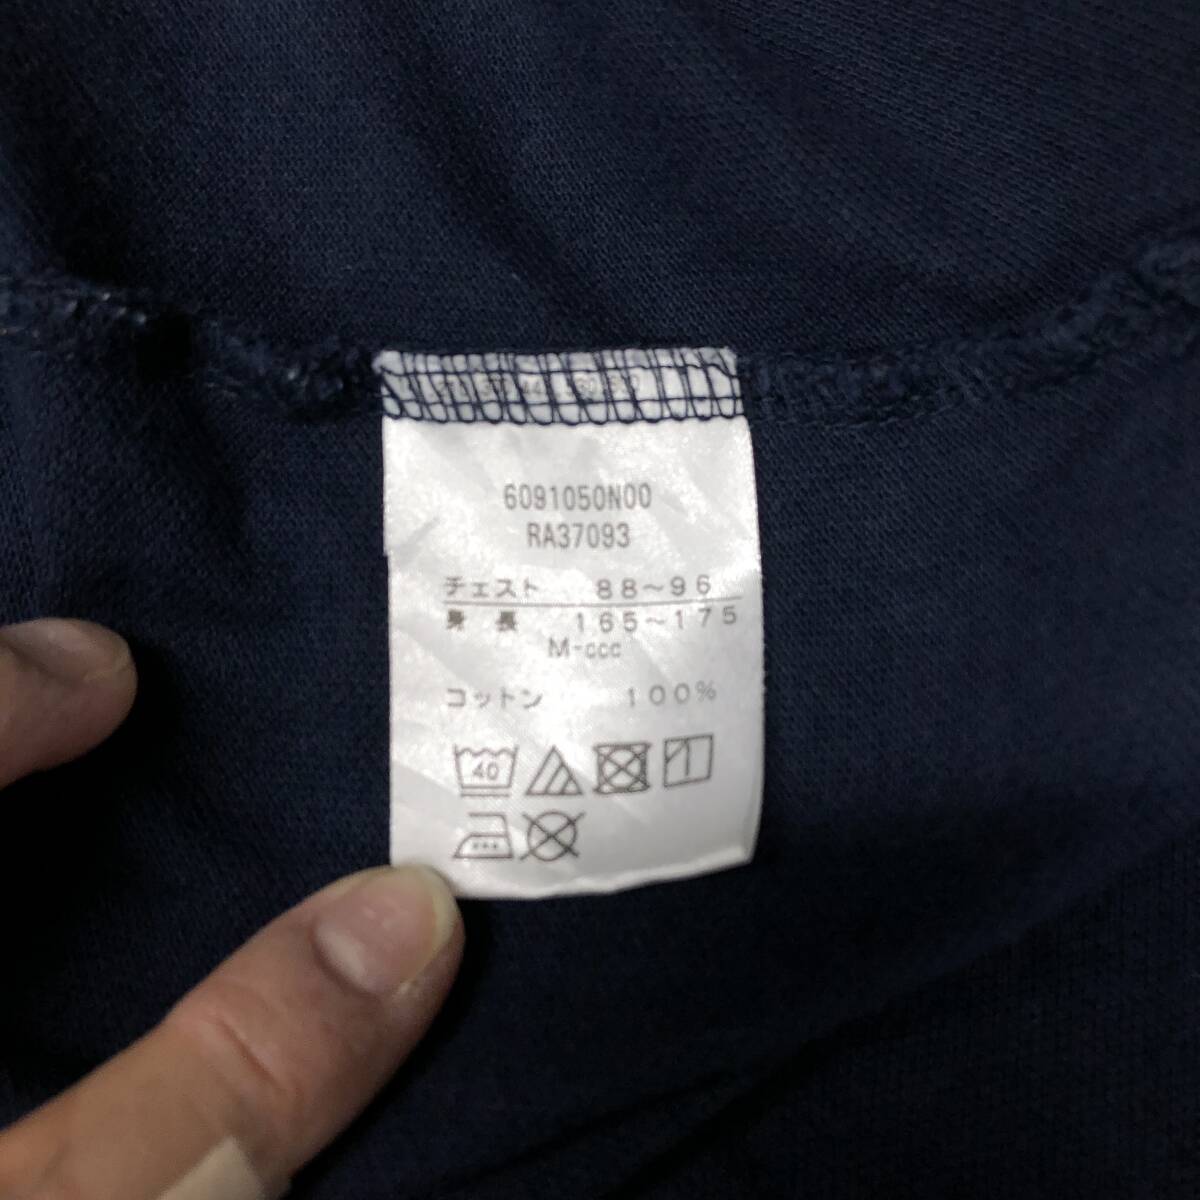 6091050N00
RA37093
チェスト 88～96
身長 165～175
M-ccc
コットン 100%
40